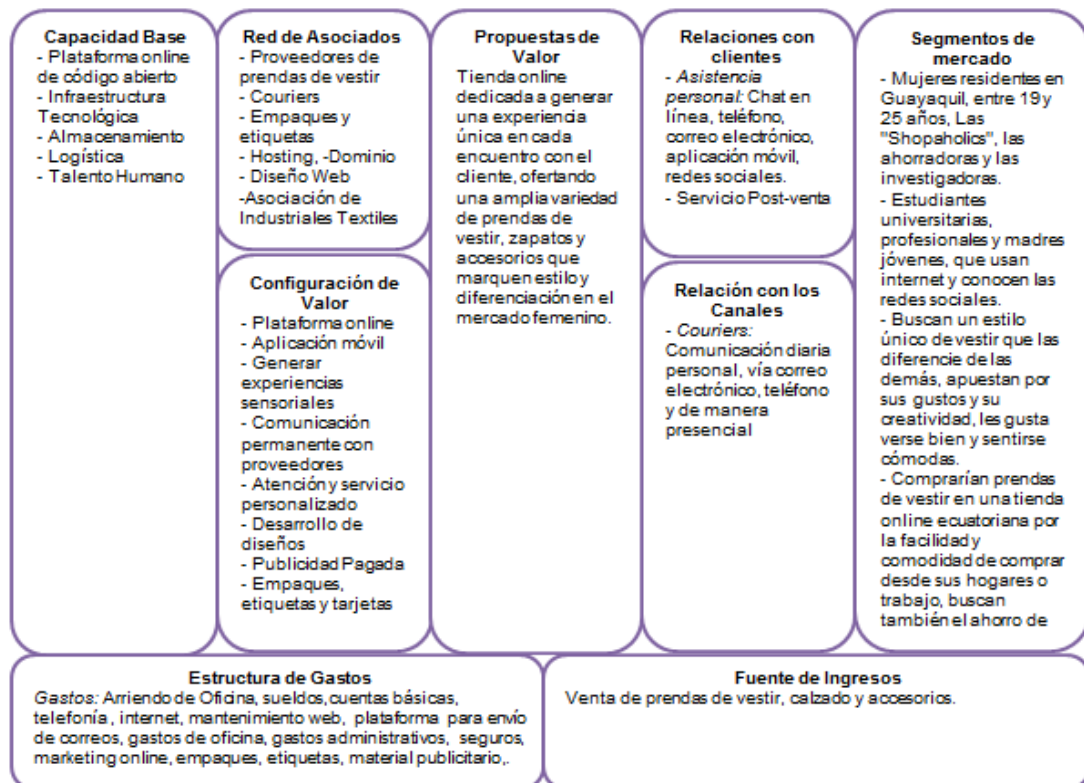 Capacidad Base
- Plataforma online
de código abierto
- Infraestructura
Tecnológica
- Almacenamiento
- Logística
- Talento Humano
Red de Asociados
- Proveedores de
prendas de vestir
- Couriers
- Empaques y
etiquetas
- Hosting, -Dominio
- Diseño Web
-Asociación de
Industriales Textiles
Configuración de
Valor
- Plataforma online
- Aplicación móvil
- Generar
experiencias
sensoriales
- Comunicación
permanente con
proveedores
- Atención y servicio
personalizado
- Desarrollo de
diseños
- Publicidad Pagada
- Empaques,
etiquetas y tarjetas
Propuestas de
Valor
Tienda online
dedicada a generar
una experiencia
única en cada
encuentro con el
cliente, ofertando
una amplia variedad
de prendas de
vestir, zapatos y
accesorios que
marquen estilo y
diferenciación en el
mercado femenino.
Relaciones con
clientes
- Asistencia
personal: Chat en
línea, teléfono,
correo electrónico,
aplicación móvil,
redes sociales.
- Servicio Post-venta
Relación con los
Canales
- Couriers:
Comunicación diaria
personal, vía correo
electrónico, teléfono
y de manera
presencial
Segmentos de
mercado
- Mujeres residentes en
Guayaquil, entre 19 y
25 años, Las
"Shopaholics", las
ahorradoras y las
investigadoras.
- Estudiantes
universitarias,
profesionales y madres
jóvenes, que usan
internet y conocen las
redes sociales.
- Buscan un estilo
único de vestir que las
diferencie de las
demás, apuestan por
sus gustos y su
creatividad, les gusta
verse bien y sentirse
cómodas.
- Comprarían prendas
de vestir en una tienda
online ecuatoriana por
la facilidad y
comodidad de comprar
desde sus hogares o
trabajo, buscan
también el ahorro de
Estructura de Gastos
Gastos: Arriendo de Oficina, sueldos, cuentas básicas,
telefonía, internet, mantenimiento web, plataforma para envío
de correos, gastos de oficina, gastos administrativos, seguros,
marketing online, empaques, etiquetas, material publicitario,.
Fuente de Ingresos
Venta de prendas de vestir, calzado y accesorios.